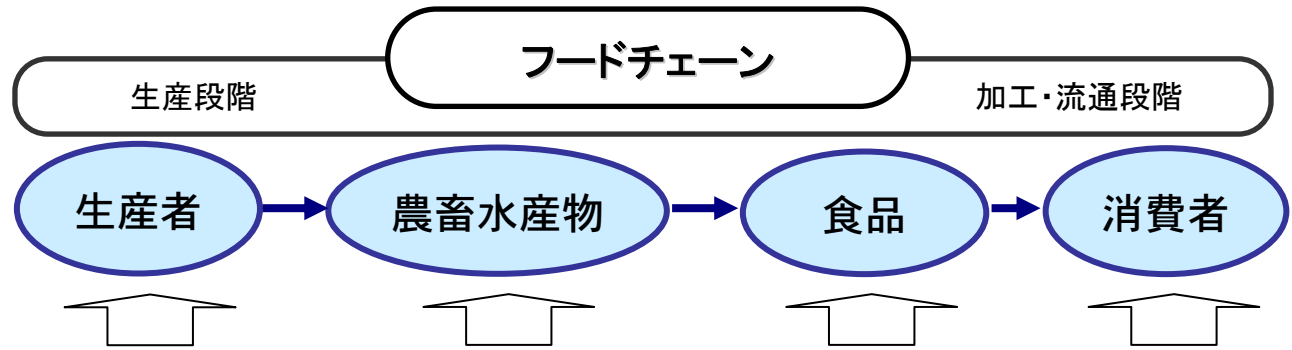 フードチェーン
生産段階
加工・流通段階
生産者
農畜水産物
食品
消費者